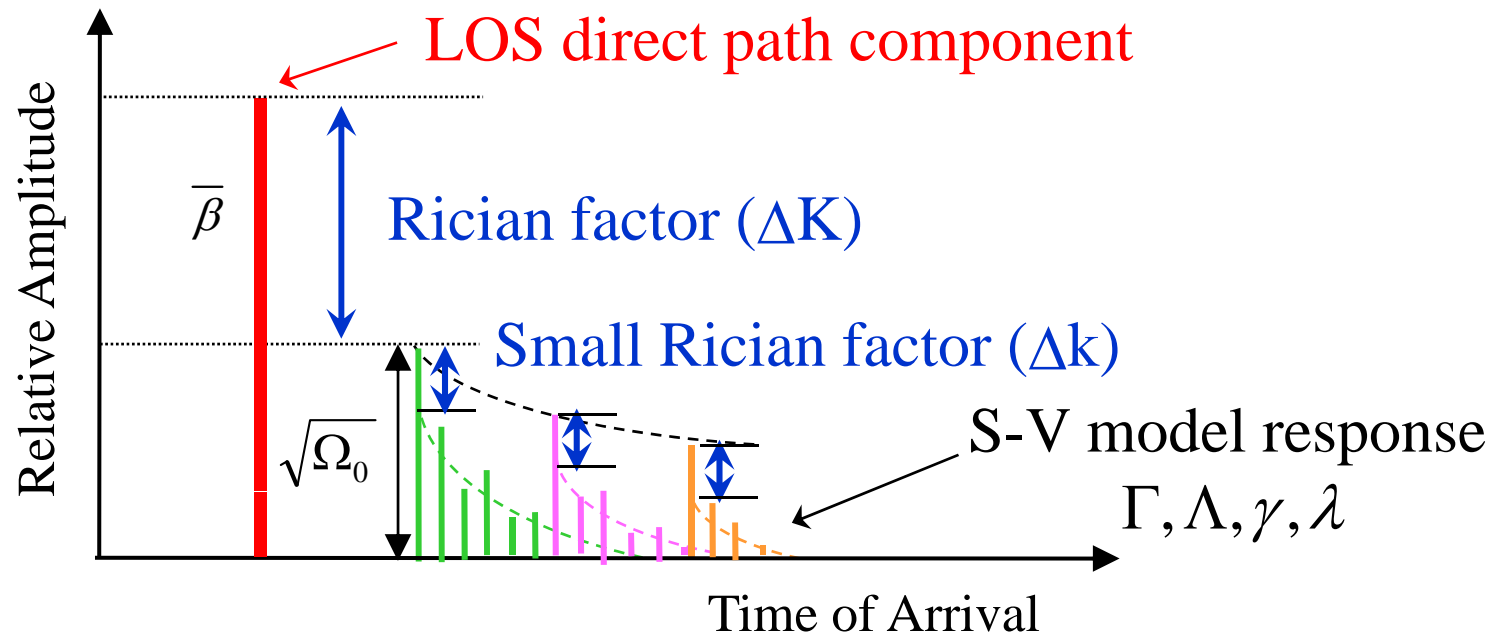 LOS direct path component
Relative Amplitude
β̅
Rician factor (ΔK)
Small Rician factor (Δk)
√Ω₀
S-V model response
Γ, Λ, γ, λ
Time of Arrival